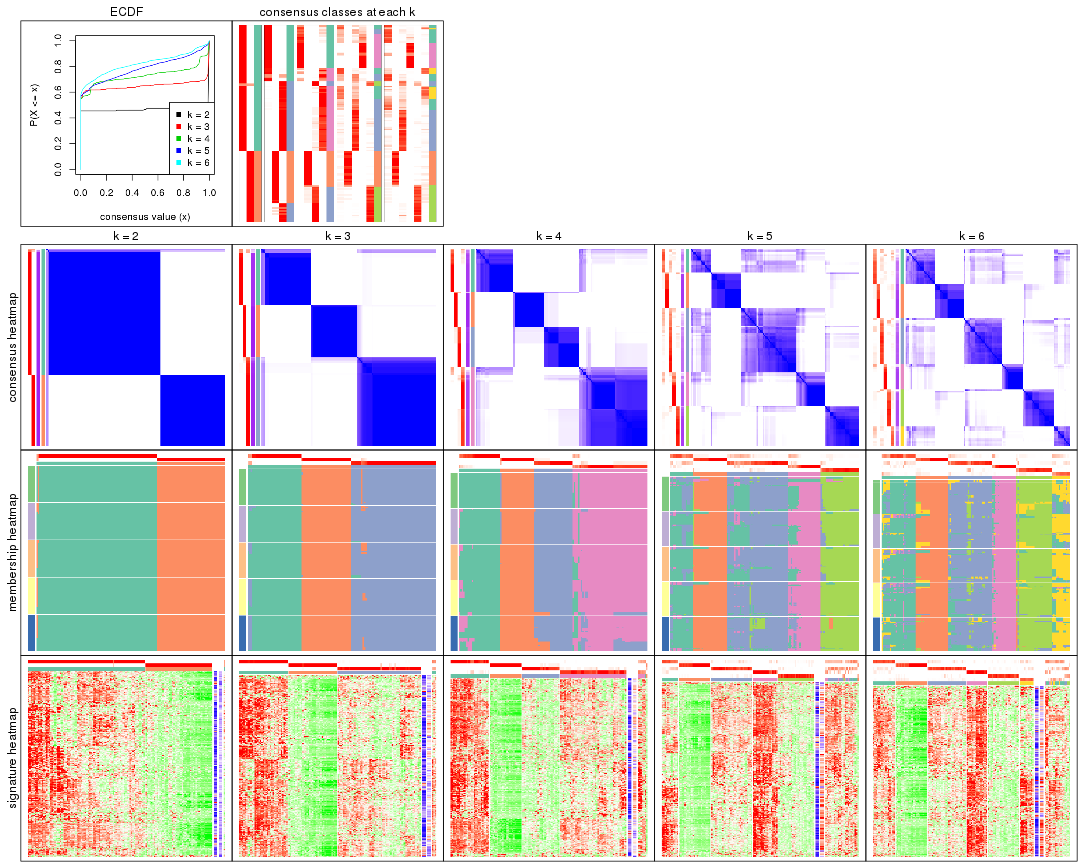 ECDF
consensus classes at each k
P(X <= x)
0.0 0.2 0.4 0.6 0.8 1.0
k = 2
k = 3
k = 4
k = 5
k = 6
0.0 0.2 0.4 0.6 0.8 1.0
consensus value (x)
k = 2 k = 3 k = 4 k = 5 k = 6
consensus heatmap
membership heatmap
signature heatmap